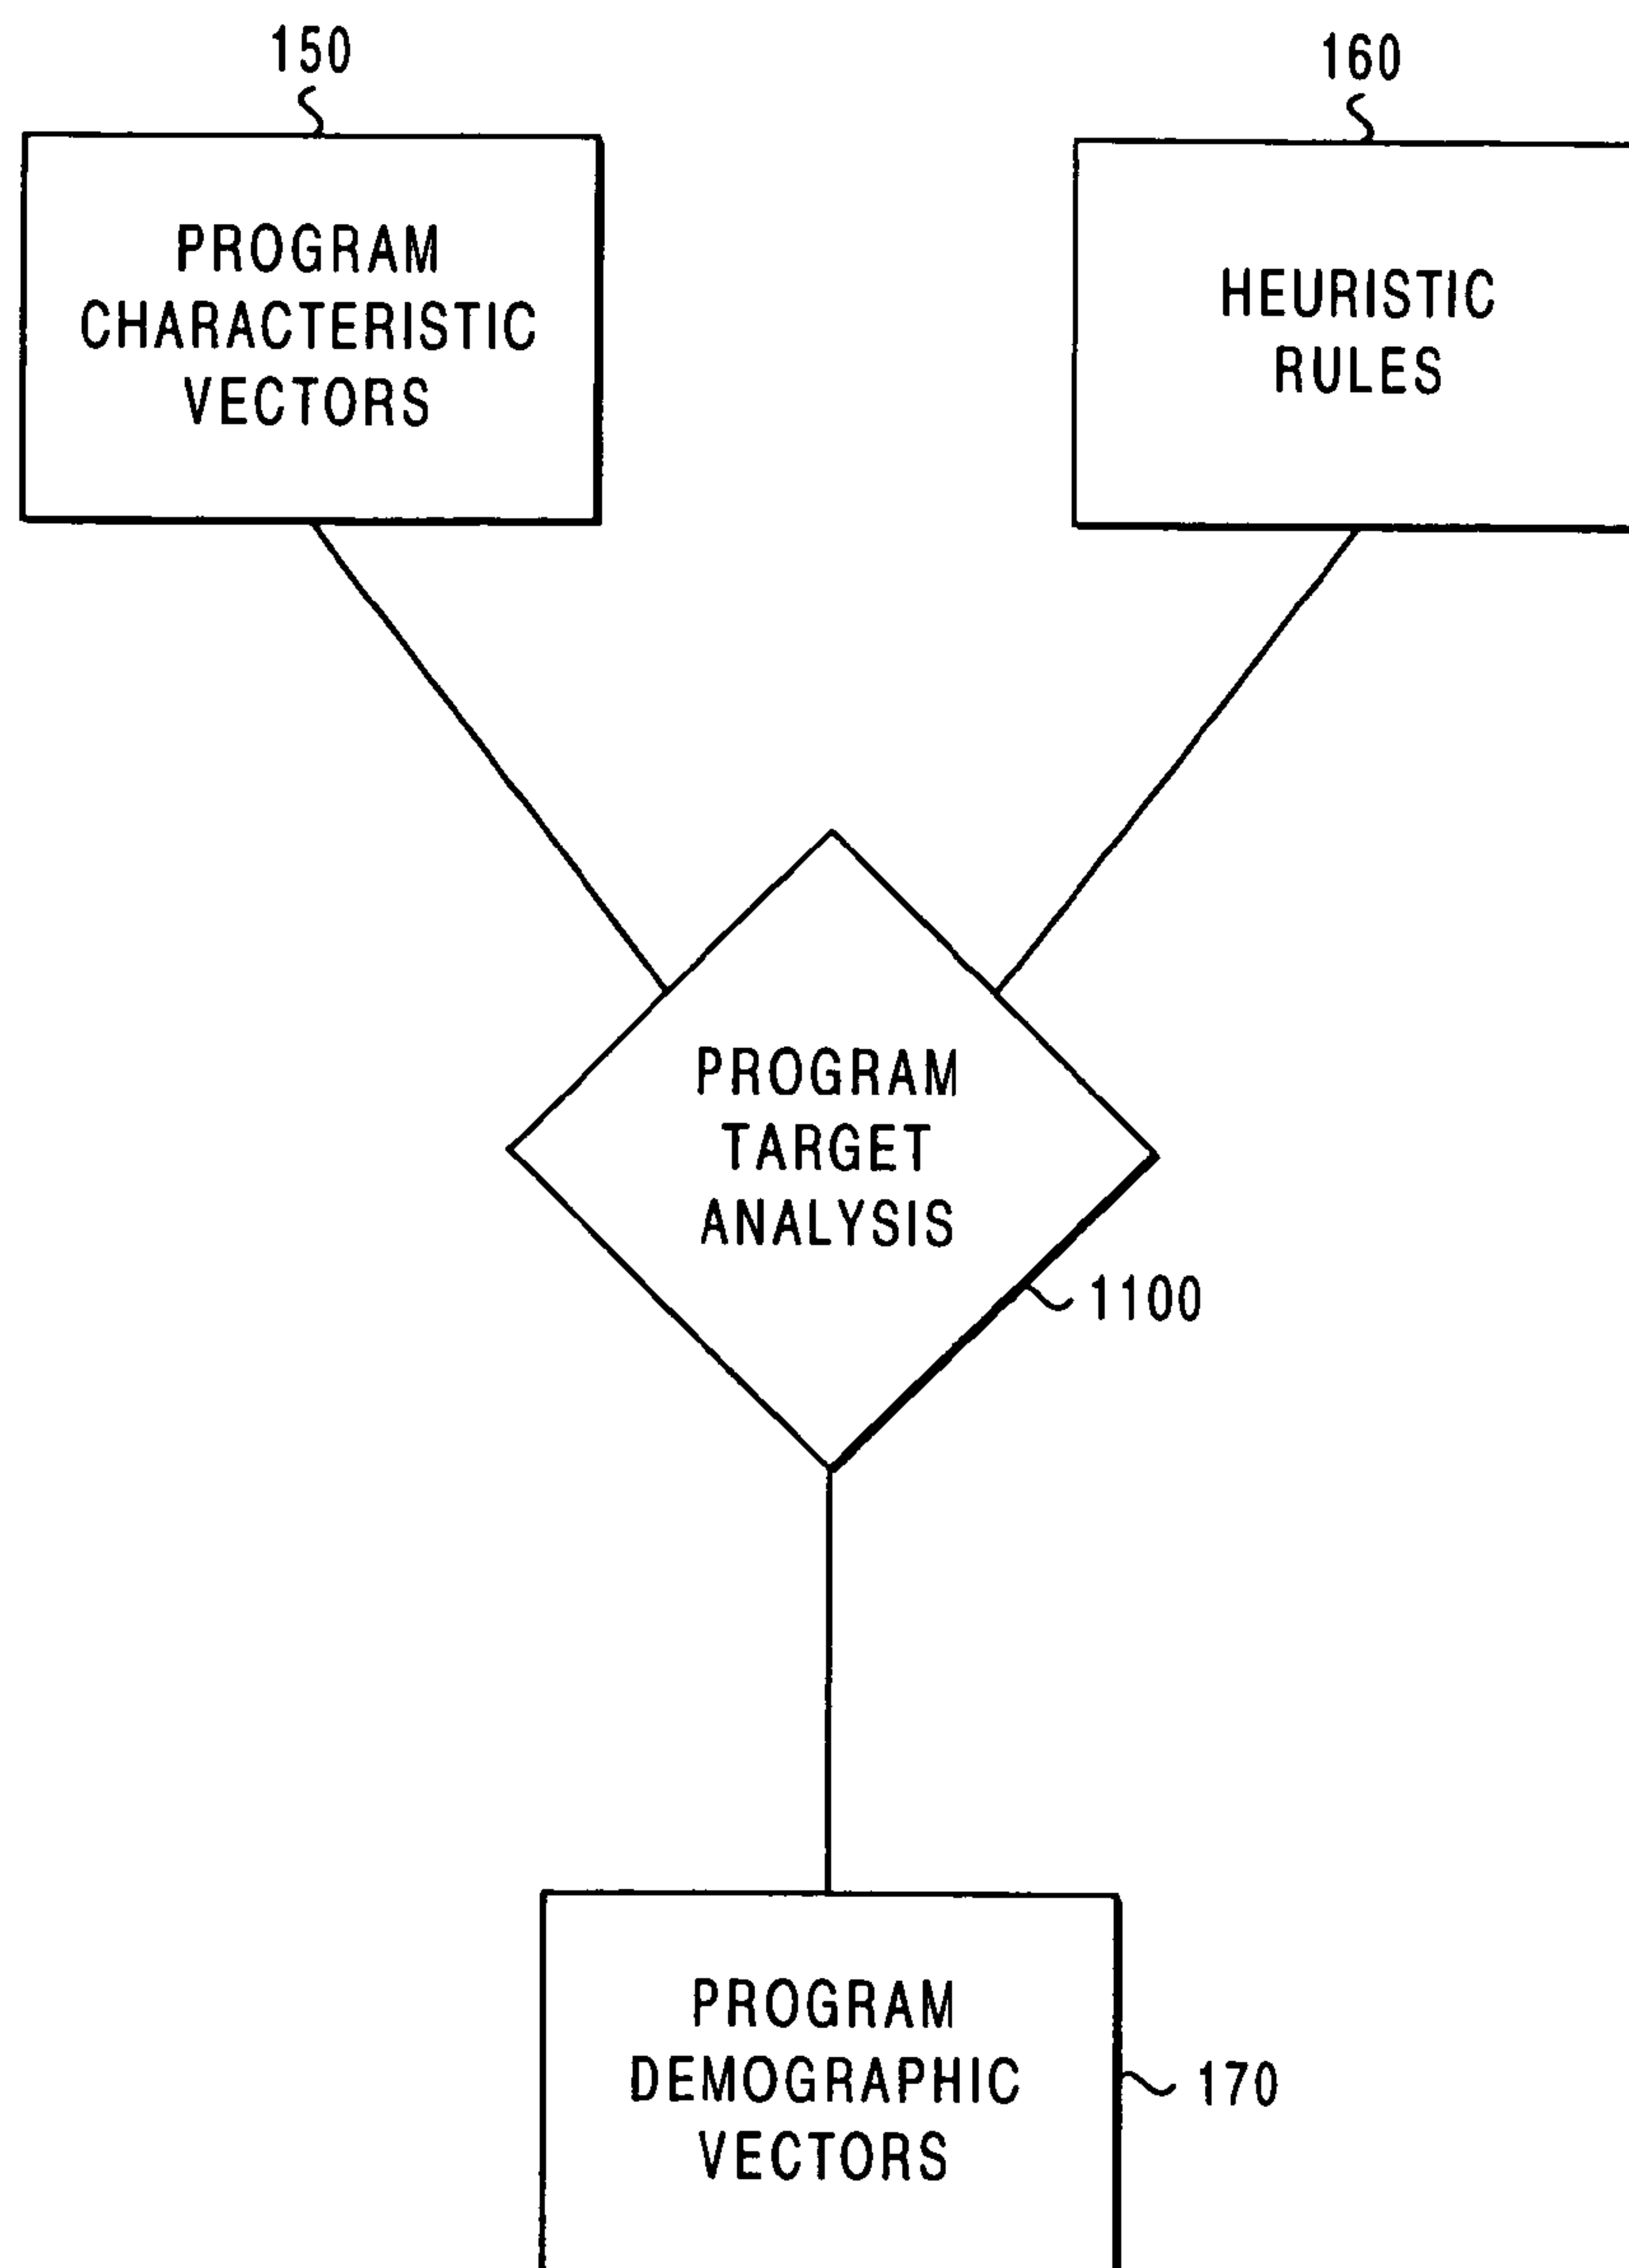 150
160
PROGRAM
CHARACTERISTIC
VECTORS
HEURISTIC
RULES
PROGRAM
TARGET
ANALYSIS
1100
PROGRAM
DEMOGRAPHIC
VECTORS
170